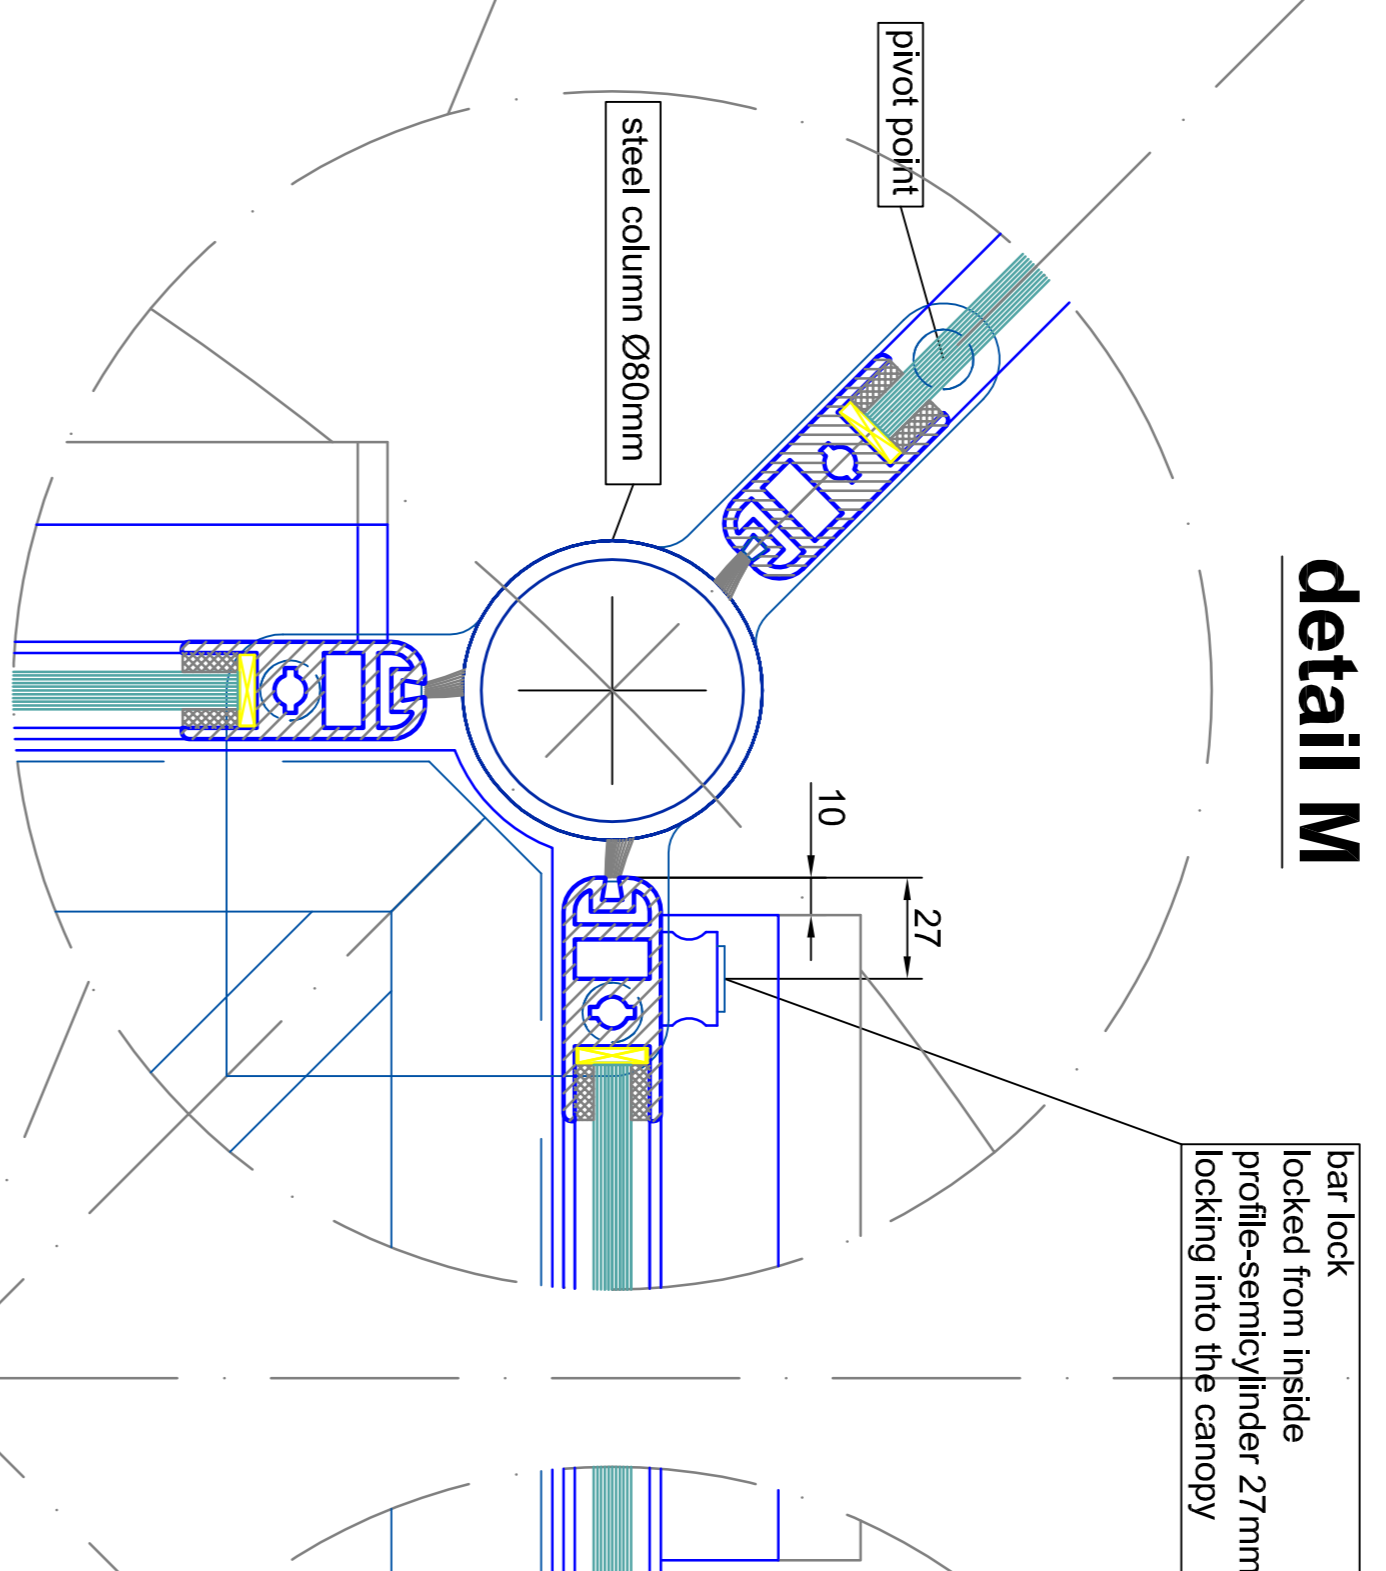 detail M
pivot point
steel column Ø80mm
10
27
bar lock
locked from inside
profile-semicylinder 27mm
locking into the canopy